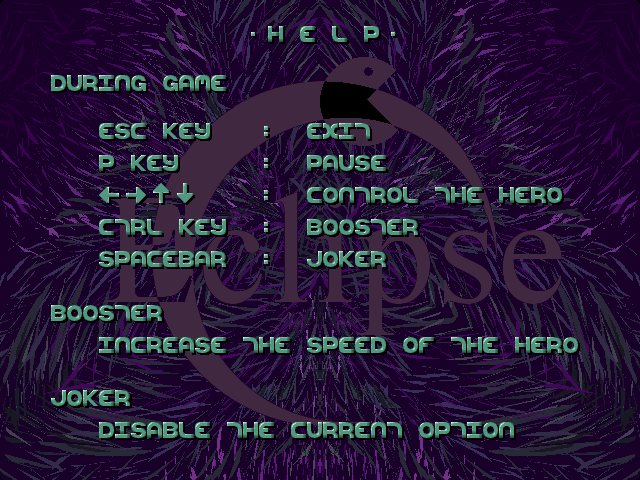 · H E L P ·
DURING GAME
ESC KEY : EXIT
P KEY : PAUSE
←→↑↓ : CONTROL THE HERO
CTRL KEY : BOOSTER
SPACEBAR : JOKER
Eclipse
BOOSTER
INCREASE THE SPEED OF THE HERO
JOKER
DISABLE THE CURRENT OPTION